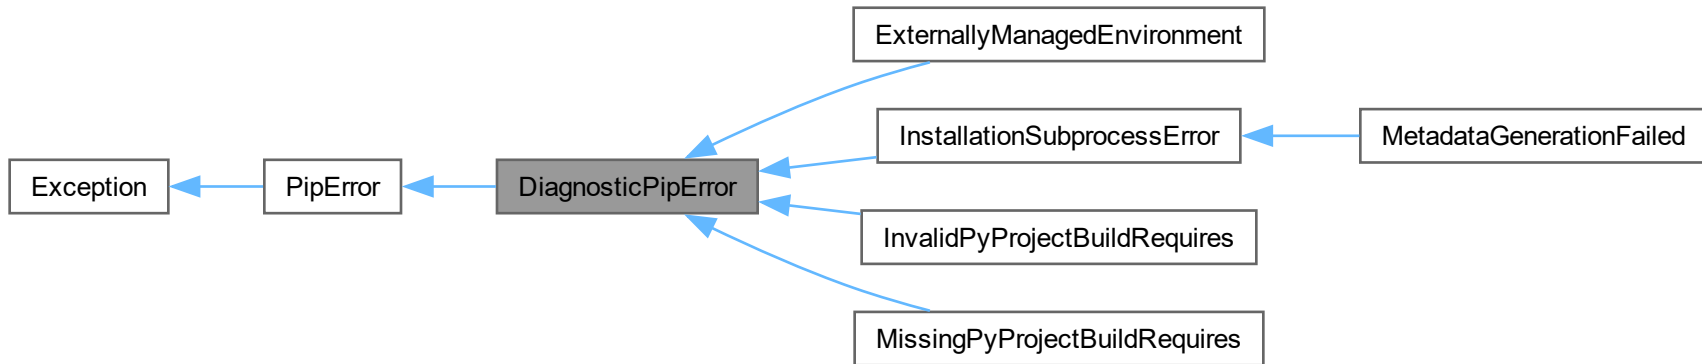 Exception
PipError
DiagnosticPipError
ExternallyManagedEnvironment
InstallationSubprocessError
MetadataGenerationFailed
InvalidPyProjectBuildRequires
MissingPyProjectBuildRequires